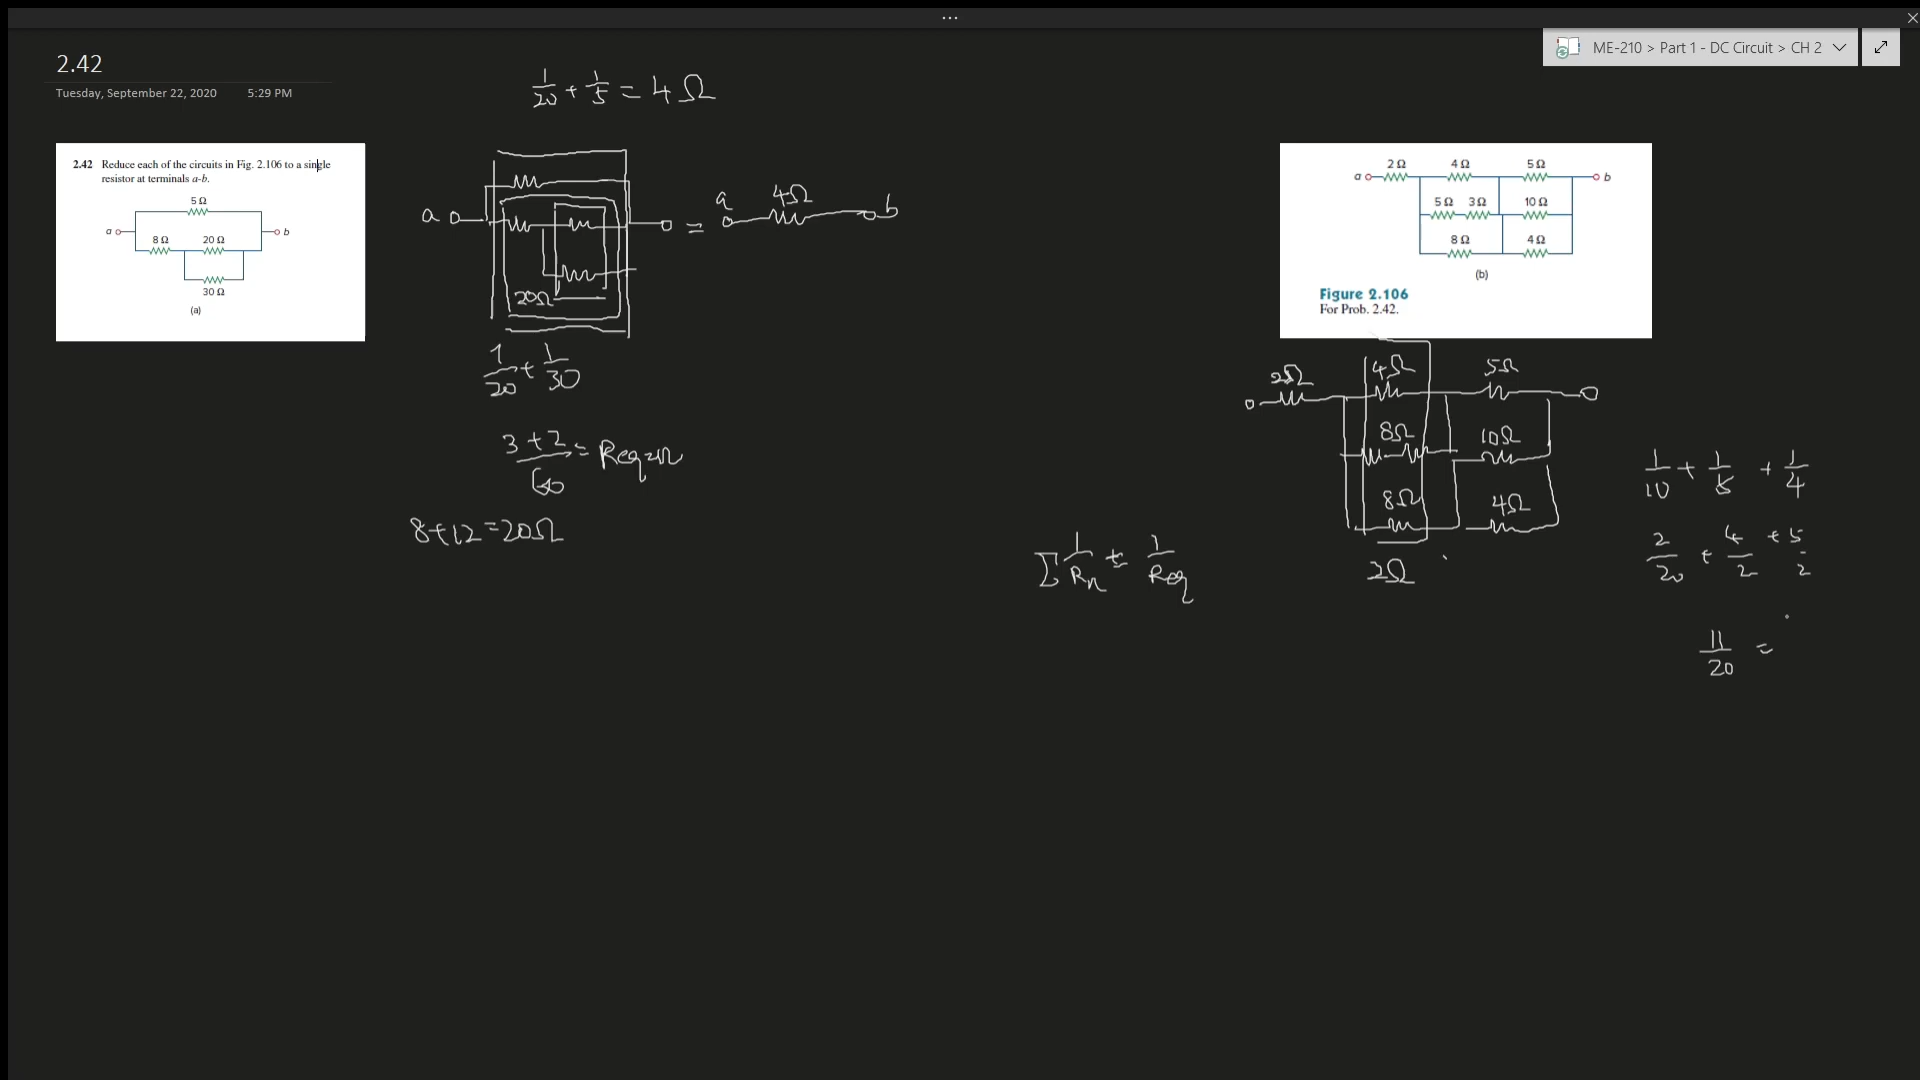 ME-210 > Part 1 - DC Circuit > CH 2
2.42
Tuesday, September 22, 2020 5:29 PM
1/20 + 1/5 = 4Ω
2.42 Reduce each of the circuits in Fig. 2.106 to a single
resistor at terminals a-b.
5 Ω
a
b
8 Ω 20 Ω
30 Ω
(a)
a
20Ω
=
a 4Ω b
1/20 + 1/30
3+2/60 = Req
8+12=20Ω
2 Ω 4 Ω 5 Ω
a
b
5 Ω 3 Ω 10 Ω
8 Ω 4 Ω
(b)
Figure 2.106
For Prob. 2.42.
2Ω 4Ω 5Ω
8Ω 10Ω
8Ω 4Ω
2Ω
Σ 1/Rn = 1/Req
1/10 + 1/5 + 1/4
2/20 + 4/2 + 5/2
11/20 =